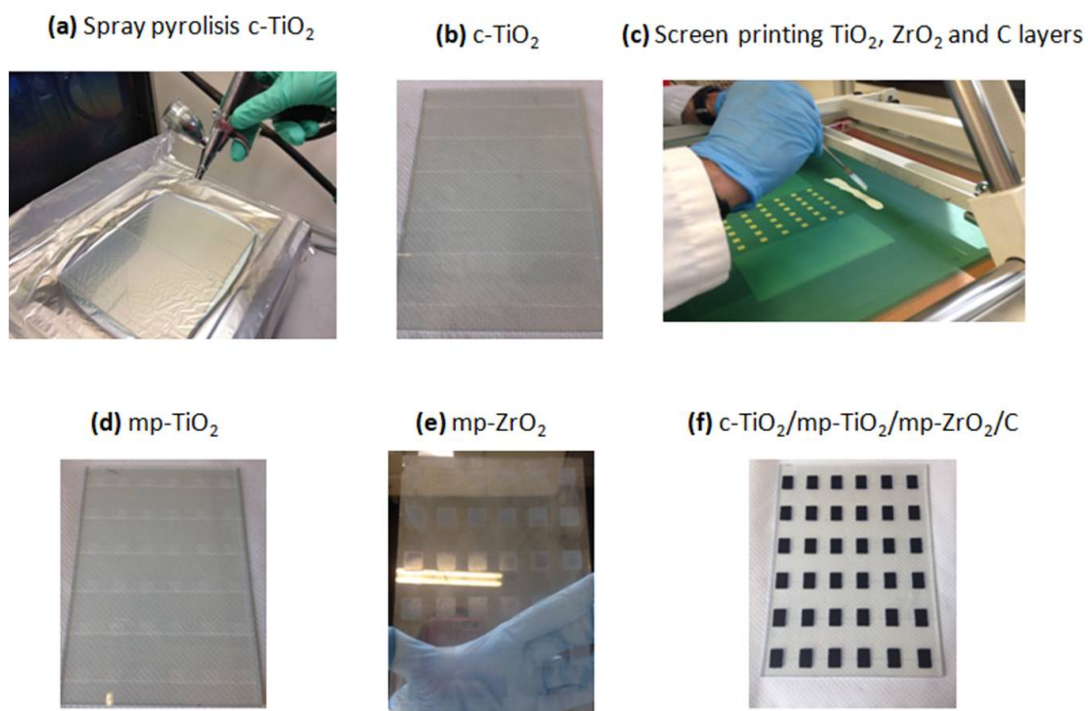 (a) Spray pyrolisis c-TiO₂
(b) c-TiO₂
(c) Screen printing TiO₂, ZrO₂ and C layers
(d) mp-TiO₂
(e) mp-ZrO₂
(f) c-TiO₂/mp-TiO₂/mp-ZrO₂/C